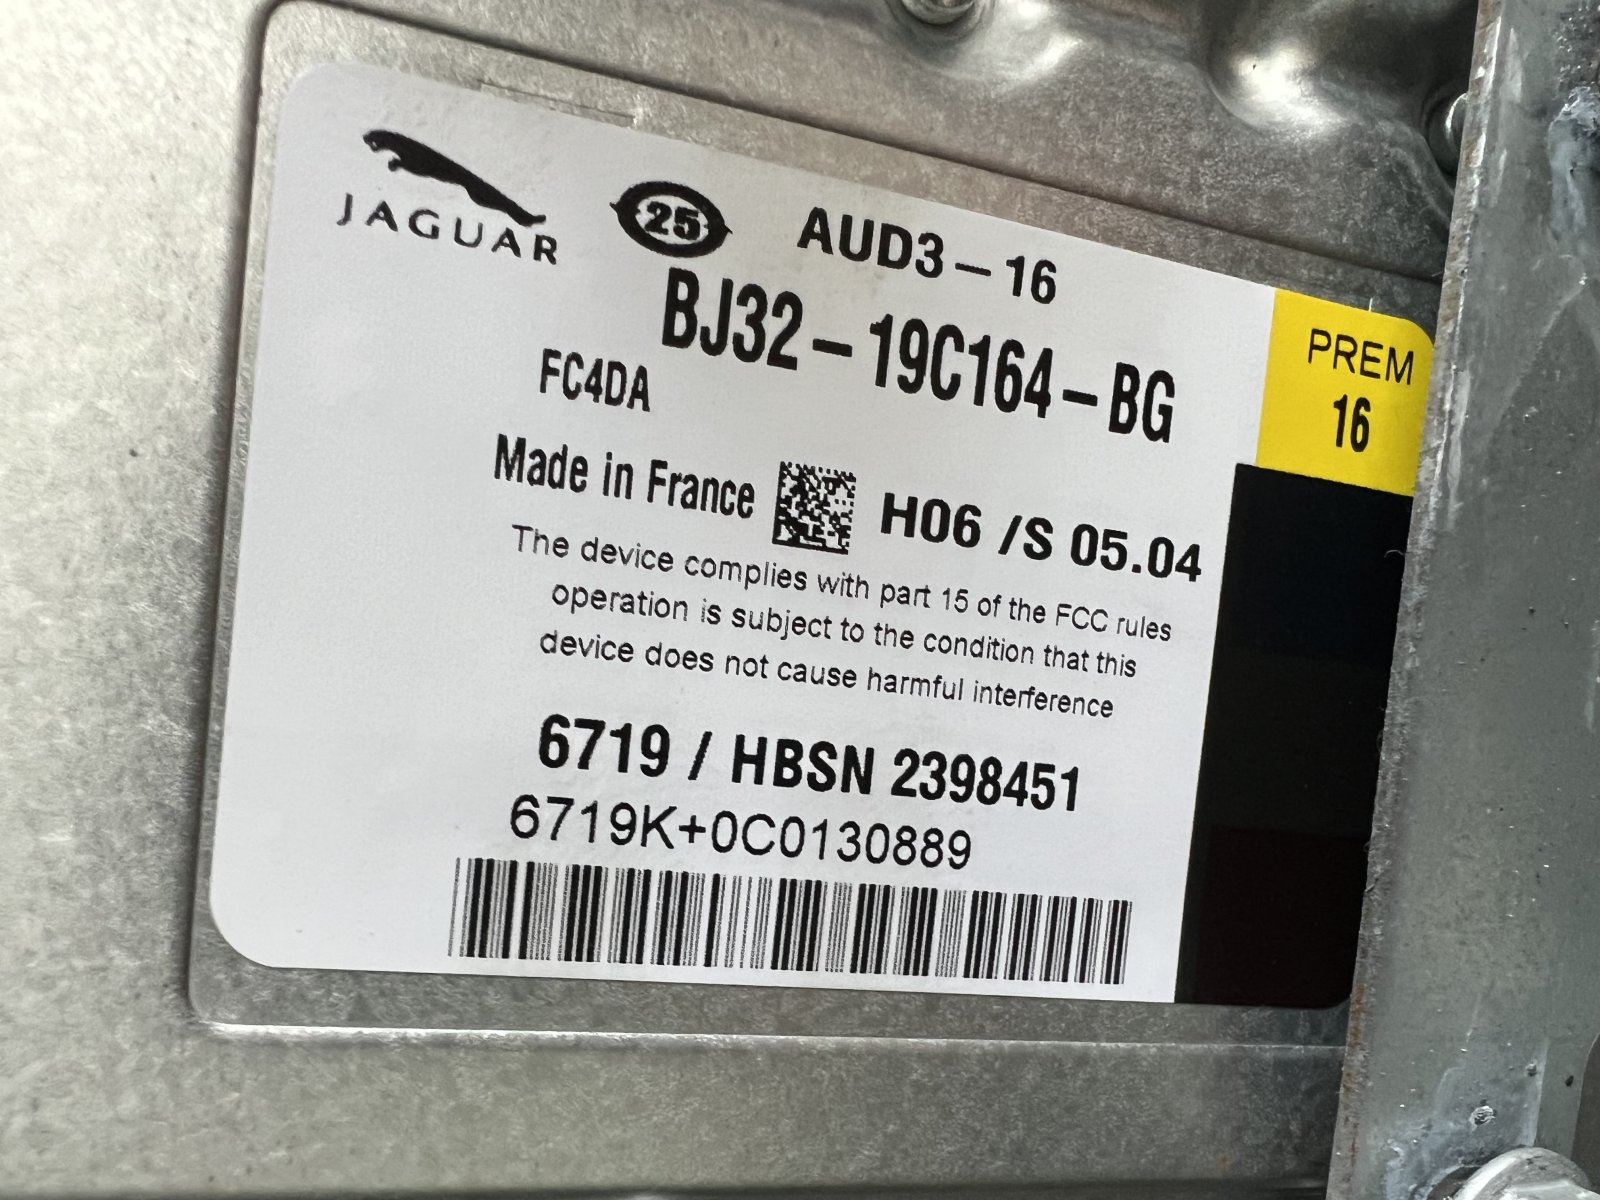 JAGUAR
25
AUD3-16
BJ32-19C164-BG
PREM
16
FC4DA
Made in France
H06 /S 05.04
The device complies with part 15 of the FCC rules
operation is subject to the condition that this
device does not cause harmful interference
6719 / HBSN 2398451
6719K+0C0130889